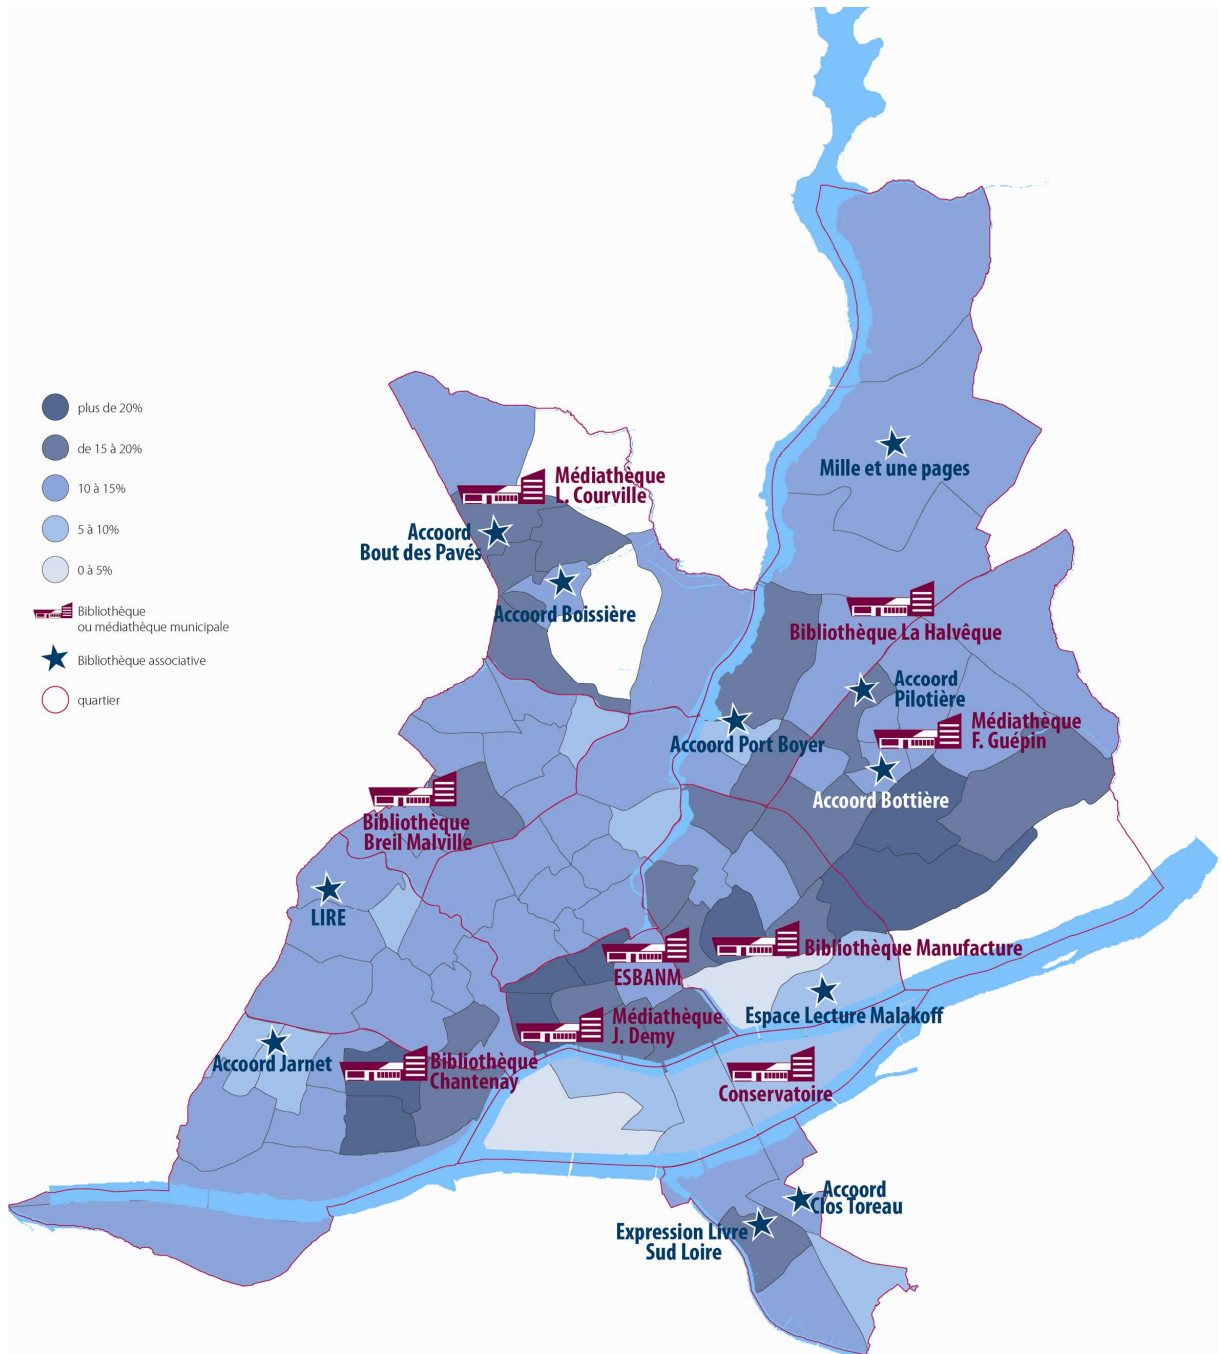 plus de 20%
de 15 à 20%
10 à 15%
5 à 10%
0 à 5%
Bibliothèque
ou médiathèque municipale
Bibliothèque associative
quartier
Mille et une pages
Médiathèque
L. Courville
Accoord
Bout des Pavés
Accoord Boissière
Bibliothèque La Halvêque
Accoord
Pilotière
Médiathèque
F. Guépin
Accoord Port Boyer
Accoord Bottière
Bibliothèque
Breil Malville
LIRE
Bibliothèque Manufacture
ESBANM
Espace Lecture Malakoff
Médiathèque
J. Demy
Accoord Jarnet
Bibliothèque
Chantenay
Conservatoire
Accoord
Clos Toreau
Expression Livre
Sud Loire